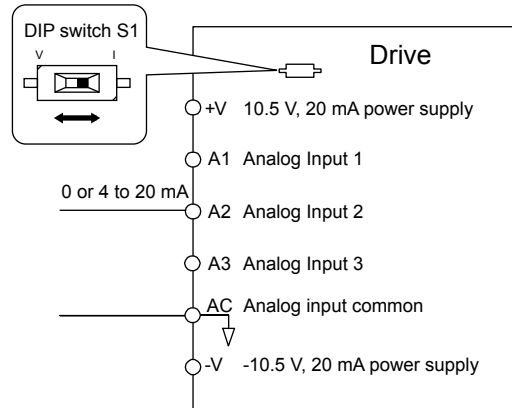 DIP switch S1
V I
Drive
+V 10.5 V, 20 mA power supply
A1 Analog Input 1
0 or 4 to 20 mA
A2 Analog Input 2
A3 Analog Input 3
AC Analog input common
-V -10.5 V, 20 mA power supply